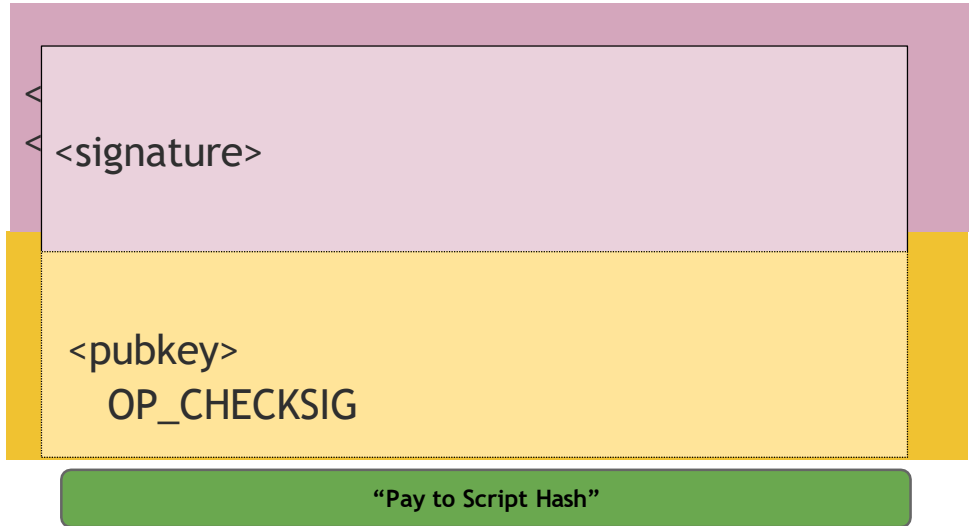 <
<
<signature>
<pubkey>
OP_CHECKSIG
“Pay to Script Hash”